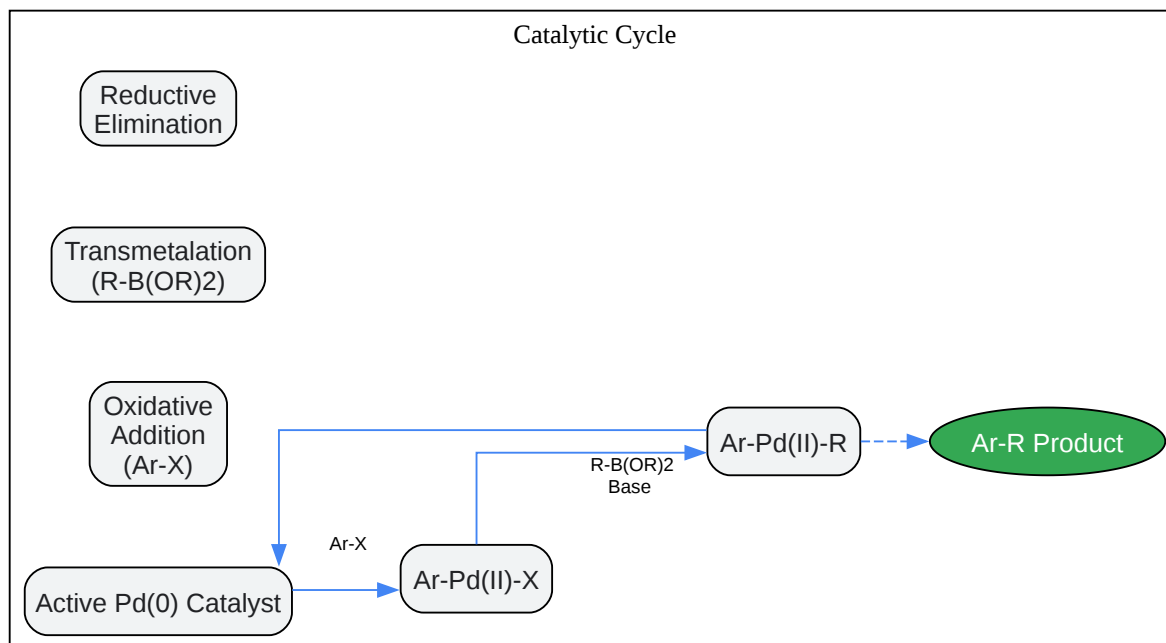 Catalytic Cycle
Reductive
Elimination
Transmetalation
(R-B(OR)2)
Oxidative
Addition
(Ar-X)
Ar-Pd(II)-R
Ar-R Product
R-B(OR)2
Base
Ar-X
Ar-Pd(II)-X
Active Pd(0) Catalyst